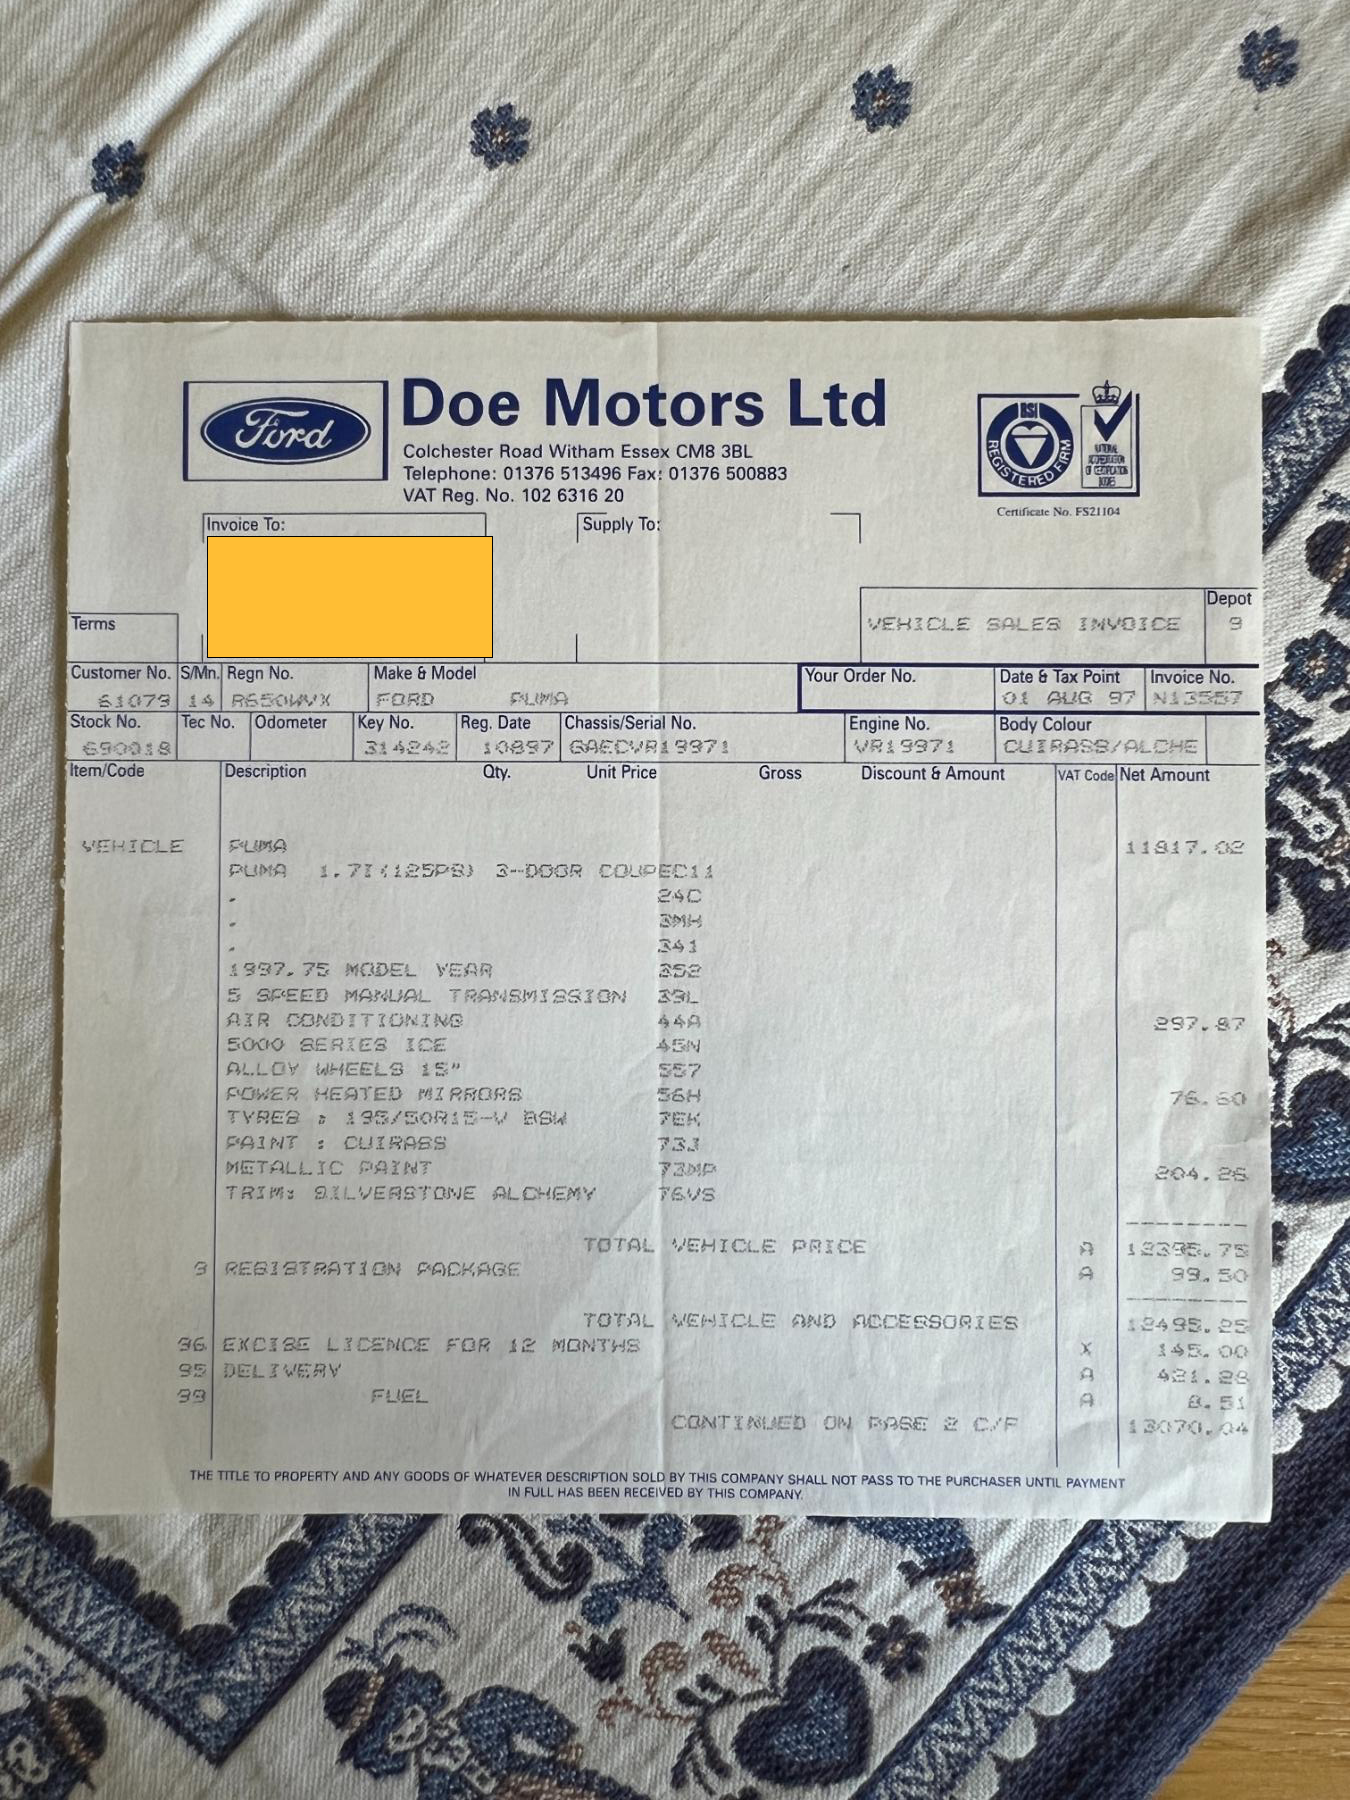 Ford
Doe Motors Ltd
Colchester Road Witham Essex CM8 3BL
Telephone: 01376 513496 Fax: 01376 500883
VAT Reg. No. 102 6316 20
BSI
REGISTERED FIRM
NATIONAL ACCREDITATION OF CERTIFICATION BODIES
Certificate No. FS21104
Invoice To: Supply To:
Depot
Terms VEHICLE SALES INVOICE 9
Customer No. S/Mn. Regn No. Make & Model Your Order No. Date & Tax Point Invoice No.
61079 14 R650WVX FORD PUMA 01 AUG 97 N13557
Stock No. Tec No. Odometer Key No. Reg. Date Chassis/Serial No. Engine No. Body Colour
690018 314242 10897 GAECVR19971 VR19971 CUIRASS/ALCHE
Item/Code Description Qty. Unit Price Gross Discount & Amount VAT Code Net Amount
VEHICLE PUMA 11817.02
PUMA 1.7I(125PS) 3-DOOR COUPEC11
. 24C
. 3MH
. 341
1997.75 MODEL YEAR 352
5 SPEED MANUAL TRANSMISSION 39L
AIR CONDITIONING 44A 297.87
5000 SERIES ICE 45N
ALLOY WHEELS 15" 557
POWER HEATED MIRRORS 56H 76.60
TYRES : 195/50R15-V BSW 7EK
PAINT : CUIRASS 73J
METALLIC PAINT 73MP 204.26
TRIM: SILVERSTONE ALCHEMY 76VS
--------
TOTAL VEHICLE PRICE A 12395.75
9 REGISTRATION PACKAGE A 99.50
--------
TOTAL VEHICLE AND ACCESSORIES 12495.25
96 EXCISE LICENCE FOR 12 MONTHS X 145.00
95 DELIVERY A 421.28
99 FUEL A 8.51
CONTINUED ON PAGE 2 C/F 13070.04
THE TITLE TO PROPERTY AND ANY GOODS OF WHATEVER DESCRIPTION SOLD BY THIS COMPANY SHALL NOT PASS TO THE PURCHASER UNTIL PAYMENT
IN FULL HAS BEEN RECEIVED BY THIS COMPANY.